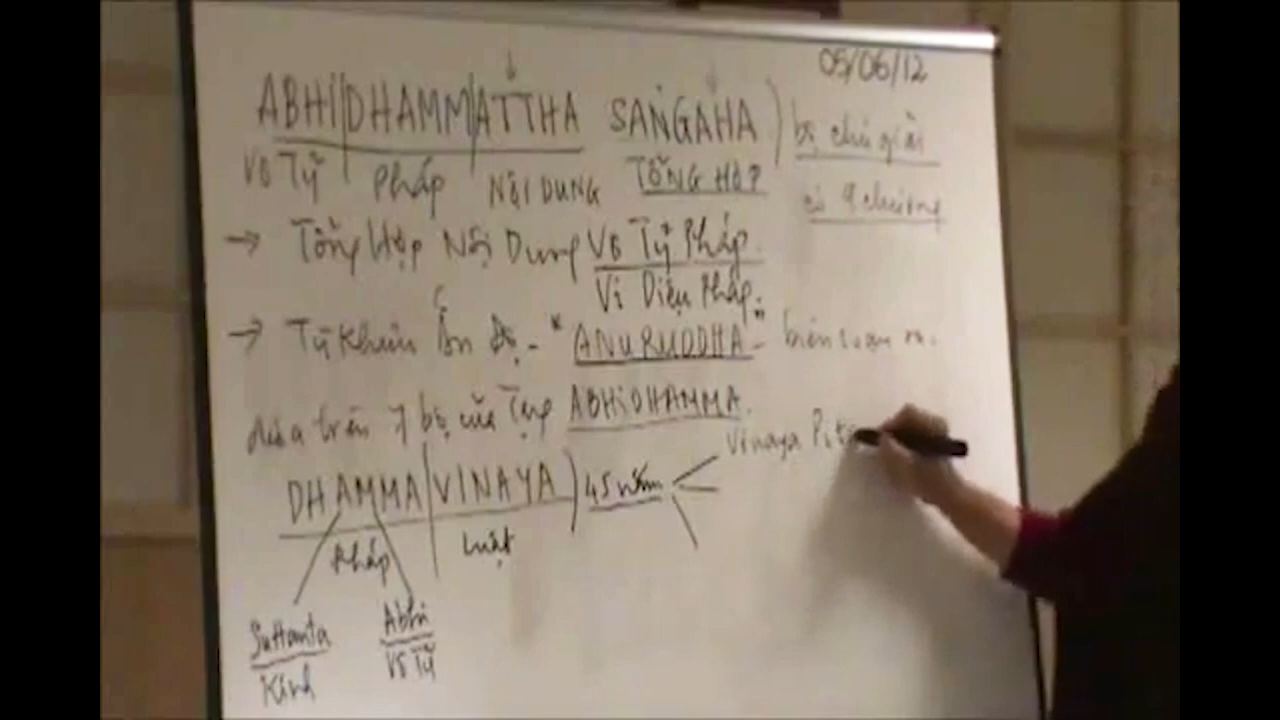 05/06/12
ABHI|DHAMM|ATTHA SAṄGAHA) bộ chú giải
Vô Tỷ Pháp NỘI DUNG TỔNG HỢP có 9 chương
→ Tổng Hợp Nội Dung Vô Tỷ Pháp.
Vi Diệu Pháp.
→ Tỳ Khưu Ấn độ - "ANURUDDHA" - biên soạn ra.
dựa trên 7 bộ của Tạng ABHIDHAMMA.
DHAMMA|VINAYA) 45 năm Vinaya Pit
Pháp Luật
Suttanta Abhi
Kinh Vô Tỷ